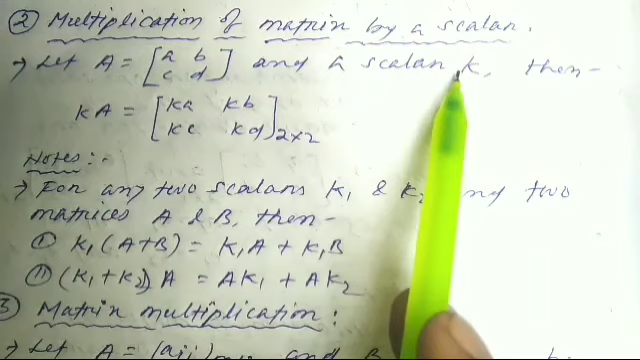 ② Multiplication of matrix by a scalar.
→ Let A = [a b
c d] and a scalar k, then-
kA = [ka kb
kc kd]2×2
Notes:-
→ For any two scalars K₁ & K₂ and two
matrices A & B, then-
① K₁(A+B) = K₁A + K₁B
② (K₁+K₂) A = AK₁ + AK₂
③ Matrix multiplication:
→ Let A = (aij) and B